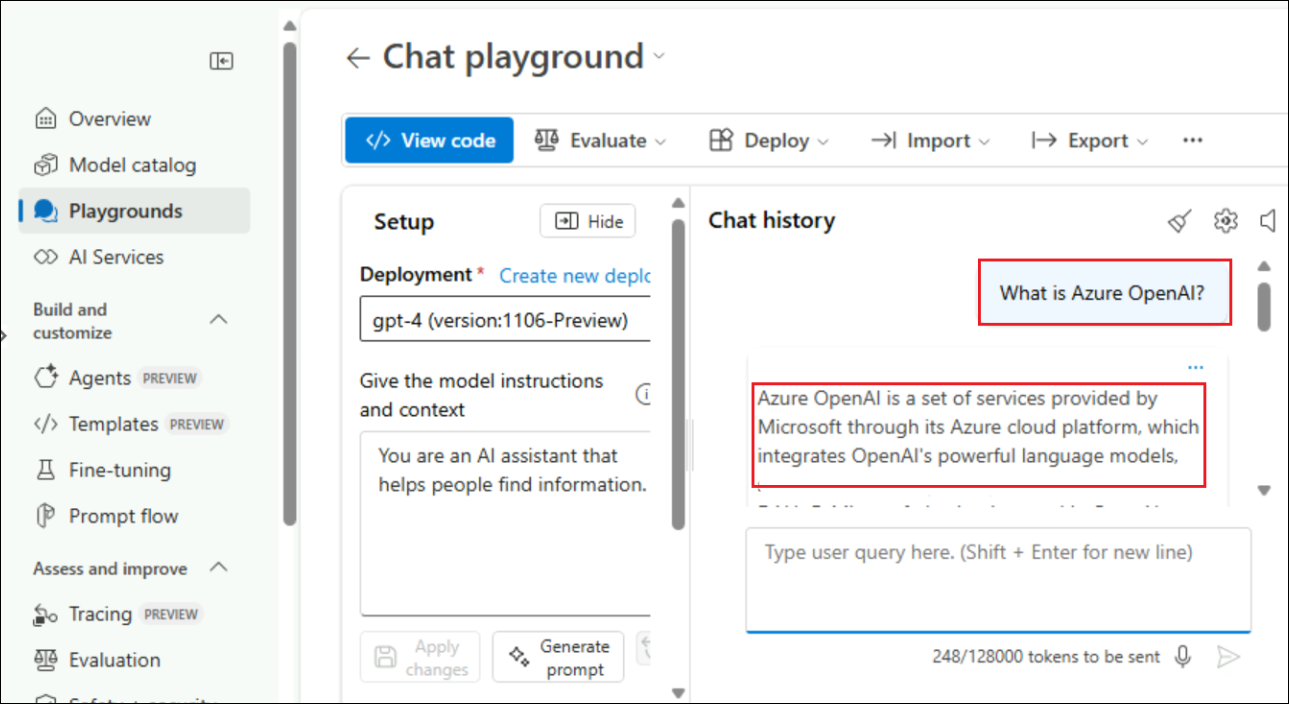 Overview
Model catalog
Playgrounds
AI Services
Build and
customize
Agents PREVIEW
Templates PREVIEW
Fine-tuning
Prompt flow
Assess and improve
Tracing PREVIEW
Evaluation
Chat playground
</> View code
Evaluate
Deploy
Import
Export
Setup
Hide
Deployment * Create new deplo
gpt-4 (version:1106-Preview)
Give the model instructions
and context
You are an AI assistant that
helps people find information.
Apply
changes
Generate
prompt
Chat history
What is Azure OpenAI?
Azure OpenAI is a set of services provided by
Microsoft through its Azure cloud platform, which
integrates OpenAI's powerful language models,
Type user query here. (Shift + Enter for new line)
248/128000 tokens to be sent